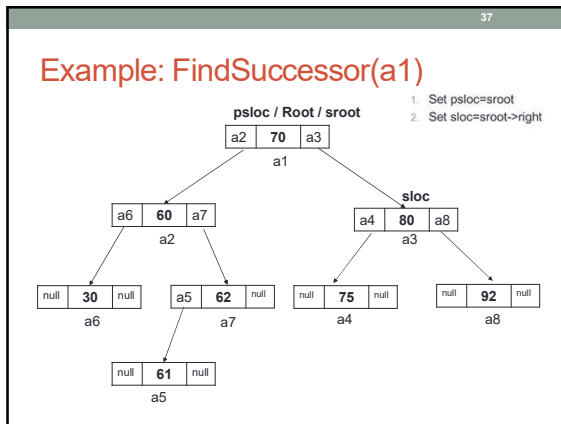 37
Example: FindSuccessor(a1)
1. Set psloc=sroot
2. Set sloc=sroot->right
psloc / Root / sroot
a2 70 a3
a1
sloc
a6 60 a7
a2
a4 80 a8
a3
null 30 null
a6
a5 62 null
a7
null 75 null
a4
null 92 null
a8
null 61 null
a5